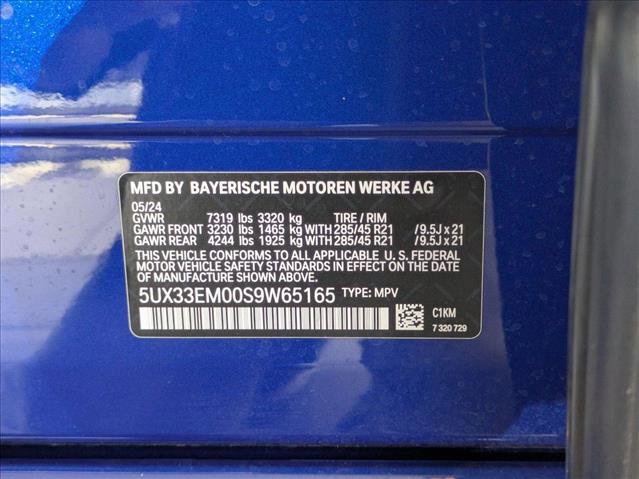 MFD BY BAYERISCHE MOTOREN WERKE AG
05/24
GVWR 7319 lbs 3320 kg TIRE / RIM
GAWR FRONT 3230 lbs 1465 kg WITH 285/45 R21 /9.5J x 21
GAWR REAR 4244 lbs 1925 kg WITH 285/45 R21 /9.5J x 21
THIS VEHICLE CONFORMS TO ALL APPLICABLE U. S. FEDERAL
MOTOR VEHICLE SAFETY STANDARDS IN EFFECT ON THE DATE
OF MANUFACTURE SHOWN ABOVE.
5UX33EM00S9W65165 TYPE: MPV
C1KM
7 320 729